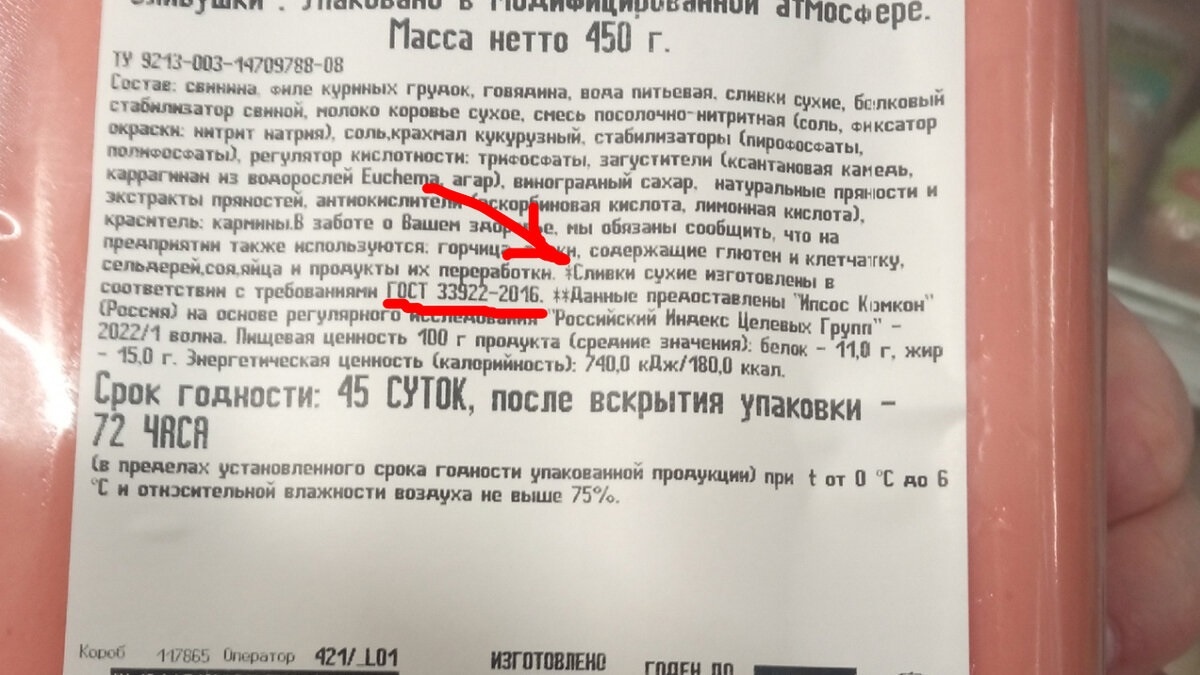 Упаковано в модифицированной атмосфере.
Масса нетто 450 г.
ТУ 9213-003-14709788-08
Состав: свинина, филе куриных грудок, говядина, вода питьевая, сливки сухие, белковый
стабилизатор свиной, молоко коровье сухое, смесь посолочно-нитритная (соль, фиксатор
окраски: нитрит натрия), соль,крахмал кукурузный, стабилизаторы (пирофосфаты,
полифосфаты), регулятор кислотности: трифосфаты, загустители (ксантановая камедь,
каррагинан из водорослей Euchema, агар), виноградный сахар, натуральные пряности и
экстракты пряностей, антиокислители (аскорбиновая кислота, лимонная кислота),
краситель: кармины.В заботе о Вашем здоровье, мы обязаны сообщить, что на
предприятии также используются: горчица, содержащие глютен и клетчатку,
сельдерей,соя,яйца и продукты их переработки. *Сливки сухие изготовлены в
соответствии с требованиями ГОСТ 33922-2016. **Данные предоставлены "Ипсос Комкон"
(Россия) на основе регулярного исследования "Российский Индекс Целевых Групп" -
2022/1 волна. Пищевая ценность 100 г продукта (средние значения): белок - 11,0 г, жир
- 15,0 г. Энергетическая ценность (калорийность): 740,0 кДж/180,0 ккал.
Срок годности: 45 СУТОК, после вскрытия упаковки -
72 ЧАСА
(в пределах установленного срока годности упакованной продукции) при t от 0 °С до 6
°С и относительной влажности воздуха не выше 75%.
Короб 117865 Оператор 421/_L01 ИЗГОТОВЛЕНО ГОДЕН ДО